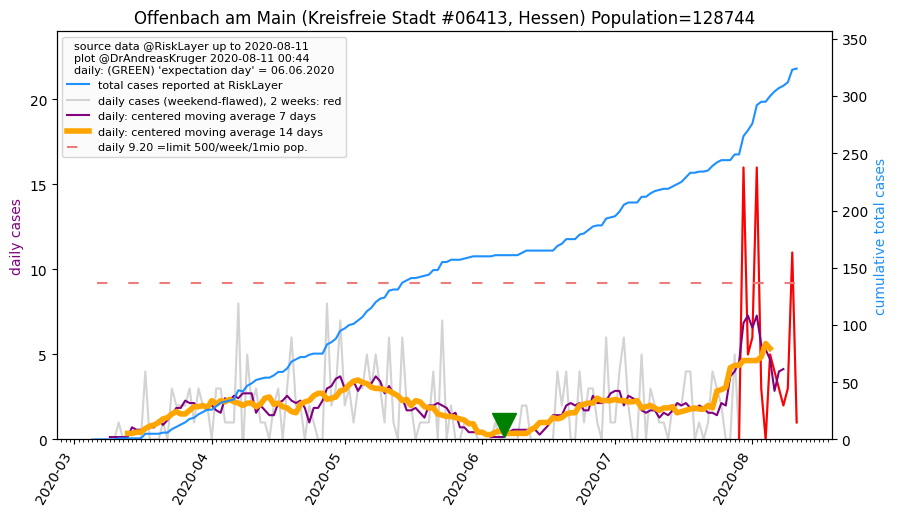 Offenbach am Main (Kreisfreie Stadt #06413, Hessen) Population=128744
source data @RiskLayer up to 2020-08-11
plot @DrAndreasKruger 2020-08-11 00:44
daily: (GREEN) 'expectation day' = 06.06.2020
total cases reported at RiskLayer
daily cases (weekend-flawed), 2 weeks: red
daily: centered moving average 7 days
daily: centered moving average 14 days
daily 9.20 =limit 500/week/1mio pop.
daily cases
0
5
10
15
20
cumulative total cases
0
50
100
150
200
250
300
350
2020-03
2020-04
2020-05
2020-06
2020-07
2020-08